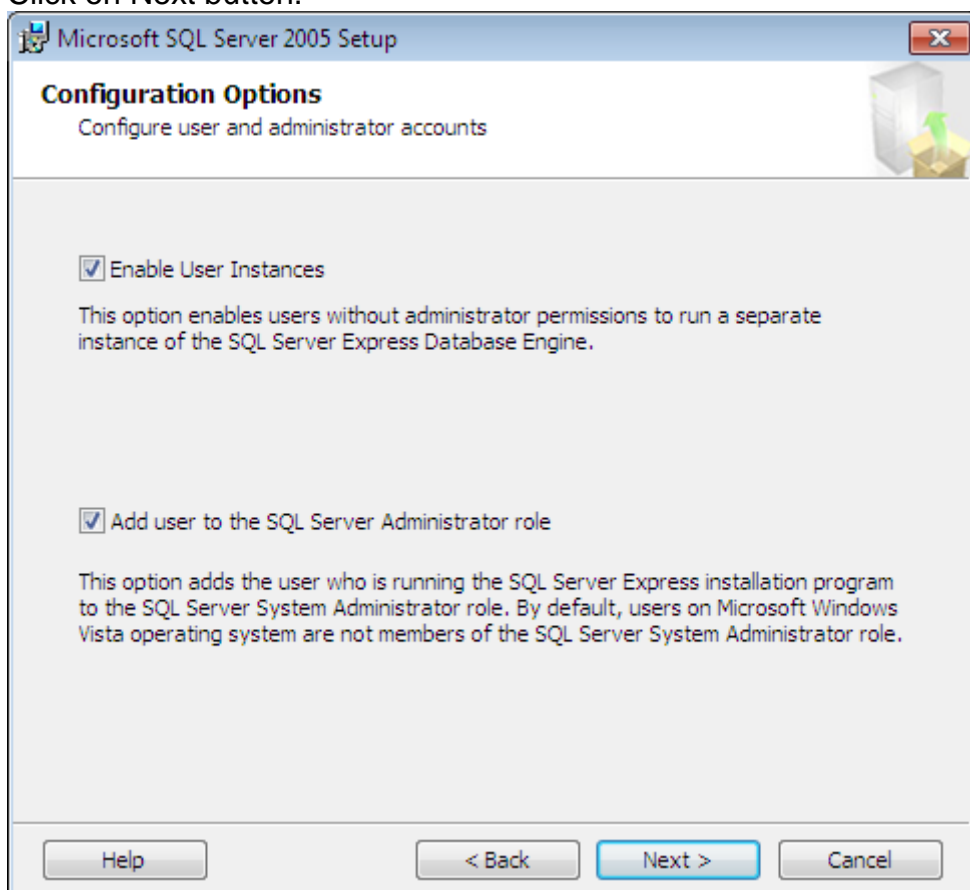 Click on Next button.
Microsoft SQL Server 2005 Setup
Configuration Options
Configure user and administrator accounts
Enable User Instances
This option enables users without administrator permissions to run a separate
instance of the SQL Server Express Database Engine.
Add user to the SQL Server Administrator role
This option adds the user who is running the SQL Server Express installation program
to the SQL Server System Administrator role. By default, users on Microsoft Windows
Vista operating system are not members of the SQL Server System Administrator role.
Help
< Back
Next >
Cancel